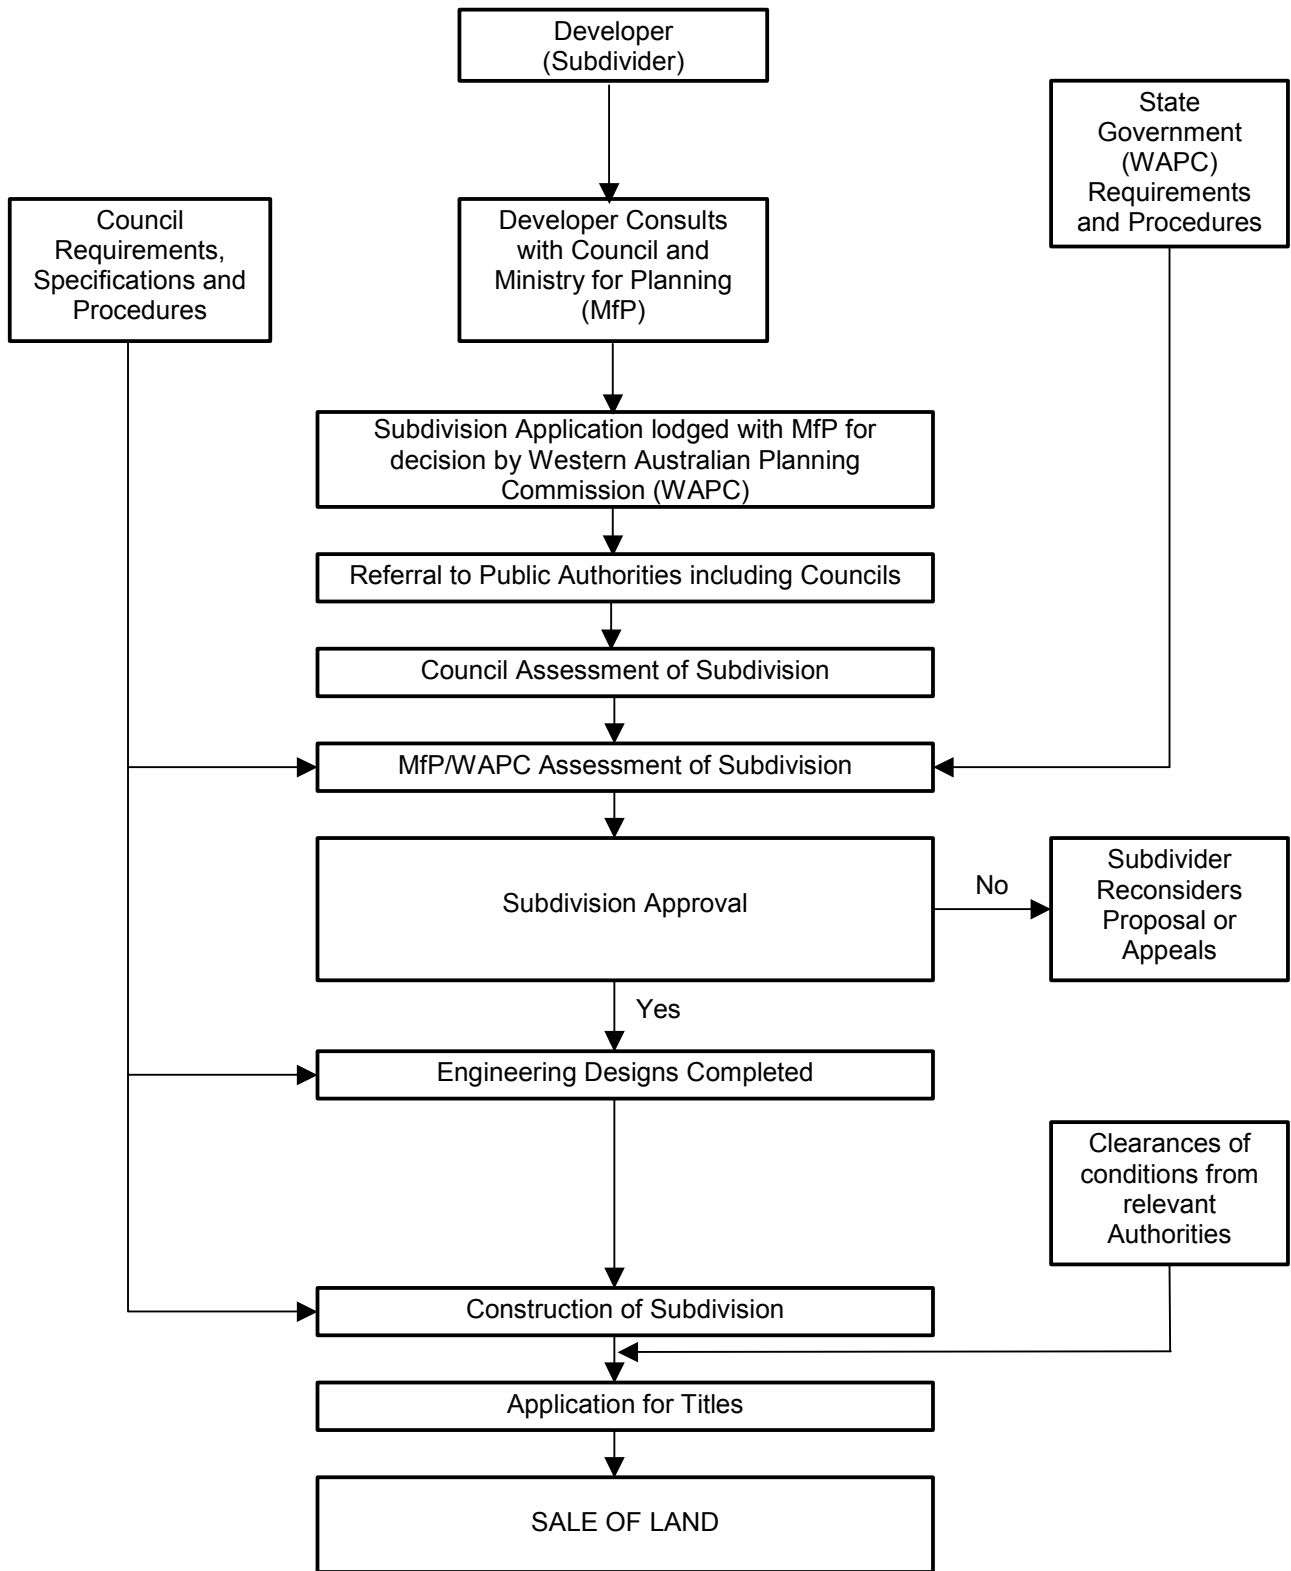 Developer
(Subdivider)
State
Government
(WAPC)
Requirements
and Procedures
Council
Requirements,
Specifications and
Procedures
Developer Consults
with Council and
Ministry for Planning
(MfP)
Subdivision Application lodged with MfP for
decision by Western Australian Planning
Commission (WAPC)
Referral to Public Authorities including Councils
Council Assessment of Subdivision
MfP/WAPC Assessment of Subdivision
Subdivision Approval
No
Subdivider
Reconsiders
Proposal or
Appeals
Yes
Engineering Designs Completed
Clearances of
conditions from
relevant
Authorities
Construction of Subdivision
Application for Titles
SALE OF LAND